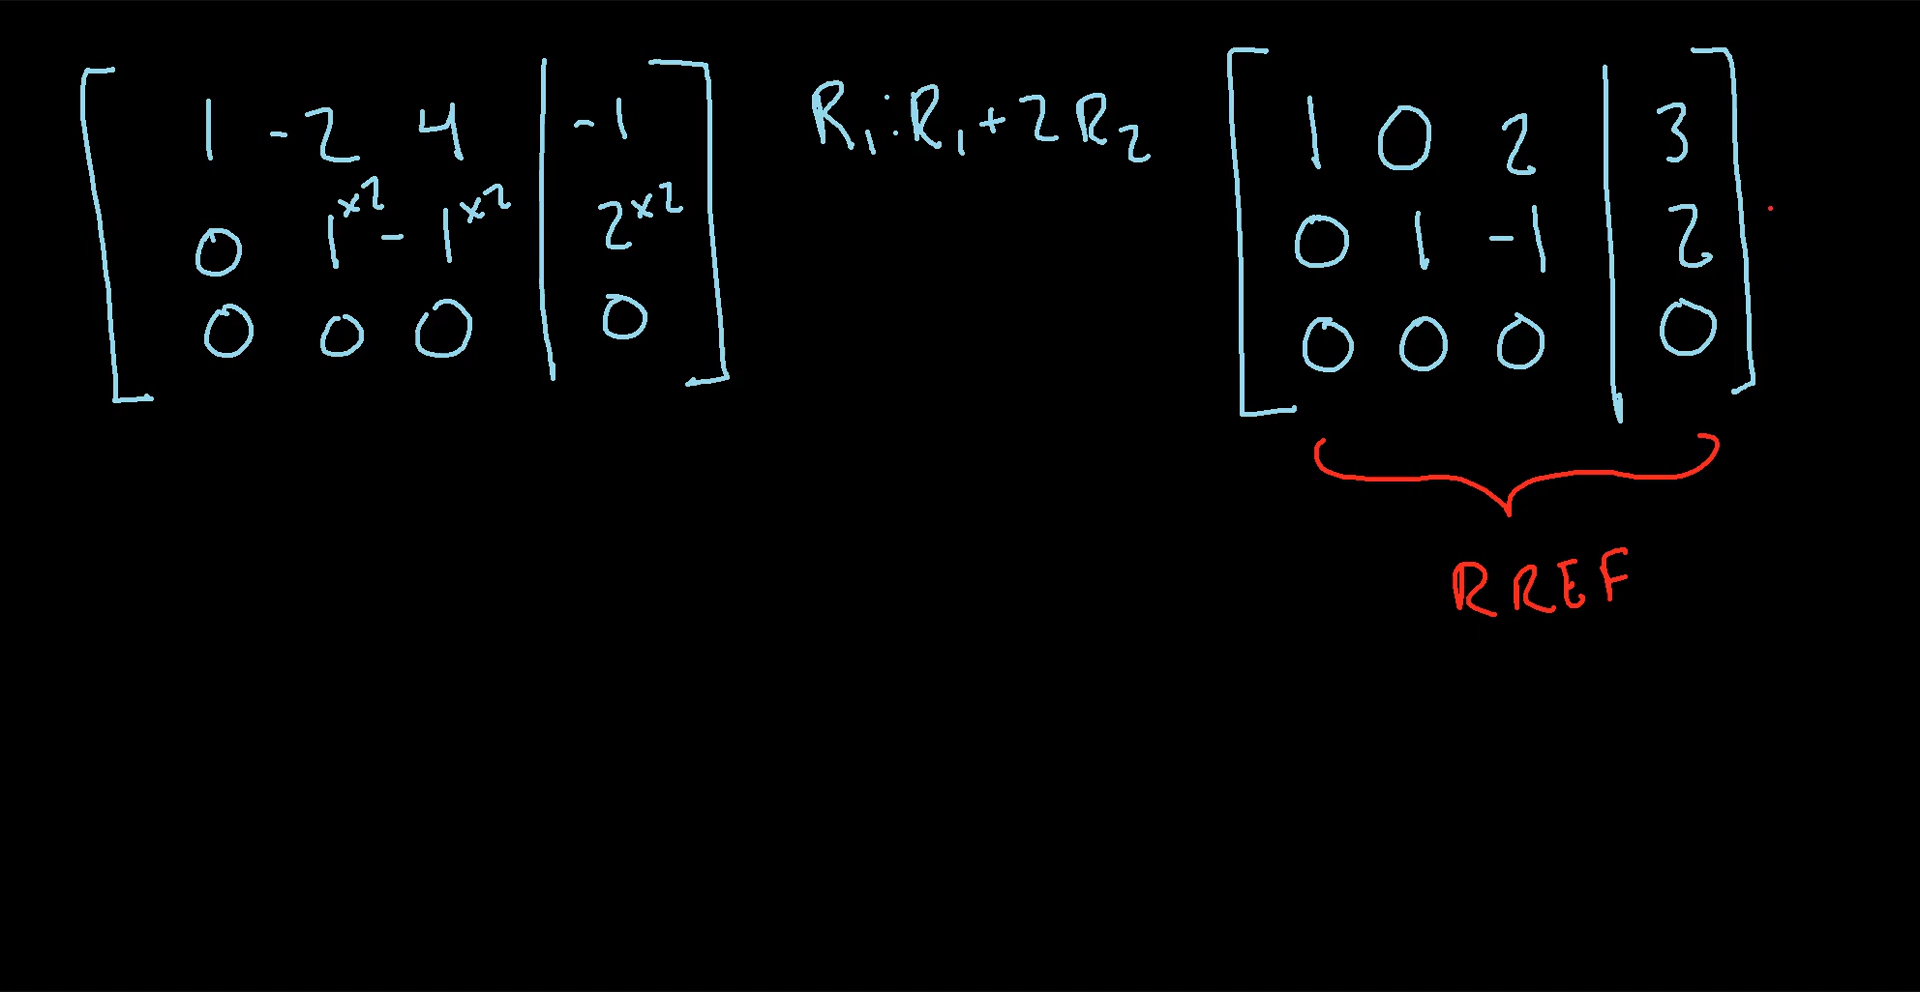 1 -2 4 | -1 R₁:R₁+2R₂ 1 0 2 | 3
0 1ˣ² -1ˣ² | 2ˣ² 0 1 -1 | 2
0 0 0 | 0 0 0 0 | 0
RREF